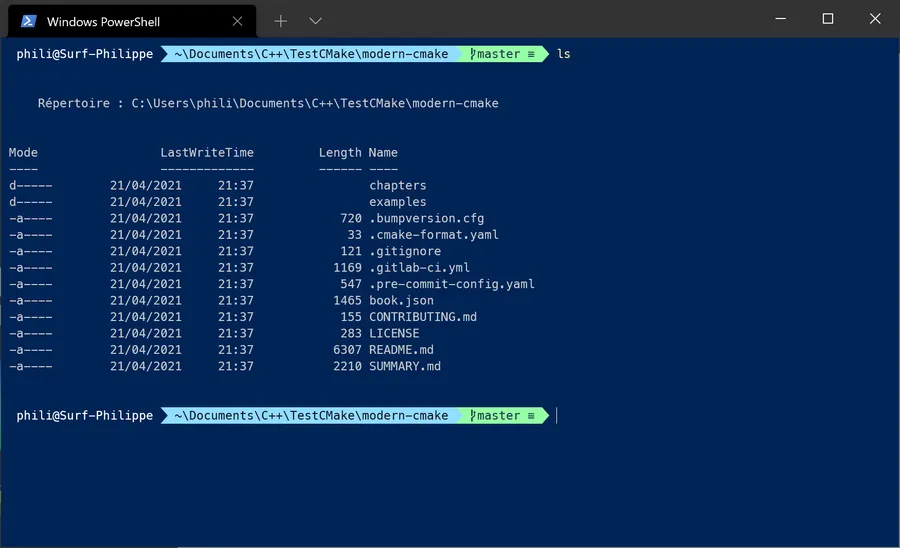 Windows PowerShell
phili@Surf-Philippe ~\Documents\C++\TestCMake\modern-cmake master ≡ ls
Répertoire : C:\Users\phili\Documents\C++\TestCMake\modern-cmake
Mode LastWriteTime Length Name
---- ------------- ------ ----
d----- 21/04/2021 21:37 chapters
d----- 21/04/2021 21:37 examples
-a---- 21/04/2021 21:37 720 .bumpversion.cfg
-a---- 21/04/2021 21:37 33 .cmake-format.yaml
-a---- 21/04/2021 21:37 121 .gitignore
-a---- 21/04/2021 21:37 1169 .gitlab-ci.yml
-a---- 21/04/2021 21:37 547 .pre-commit-config.yaml
-a---- 21/04/2021 21:37 1465 book.json
-a---- 21/04/2021 21:37 155 CONTRIBUTING.md
-a---- 21/04/2021 21:37 283 LICENSE
-a---- 21/04/2021 21:37 6307 README.md
-a---- 21/04/2021 21:37 2210 SUMMARY.md
phili@Surf-Philippe ~\Documents\C++\TestCMake\modern-cmake master ≡